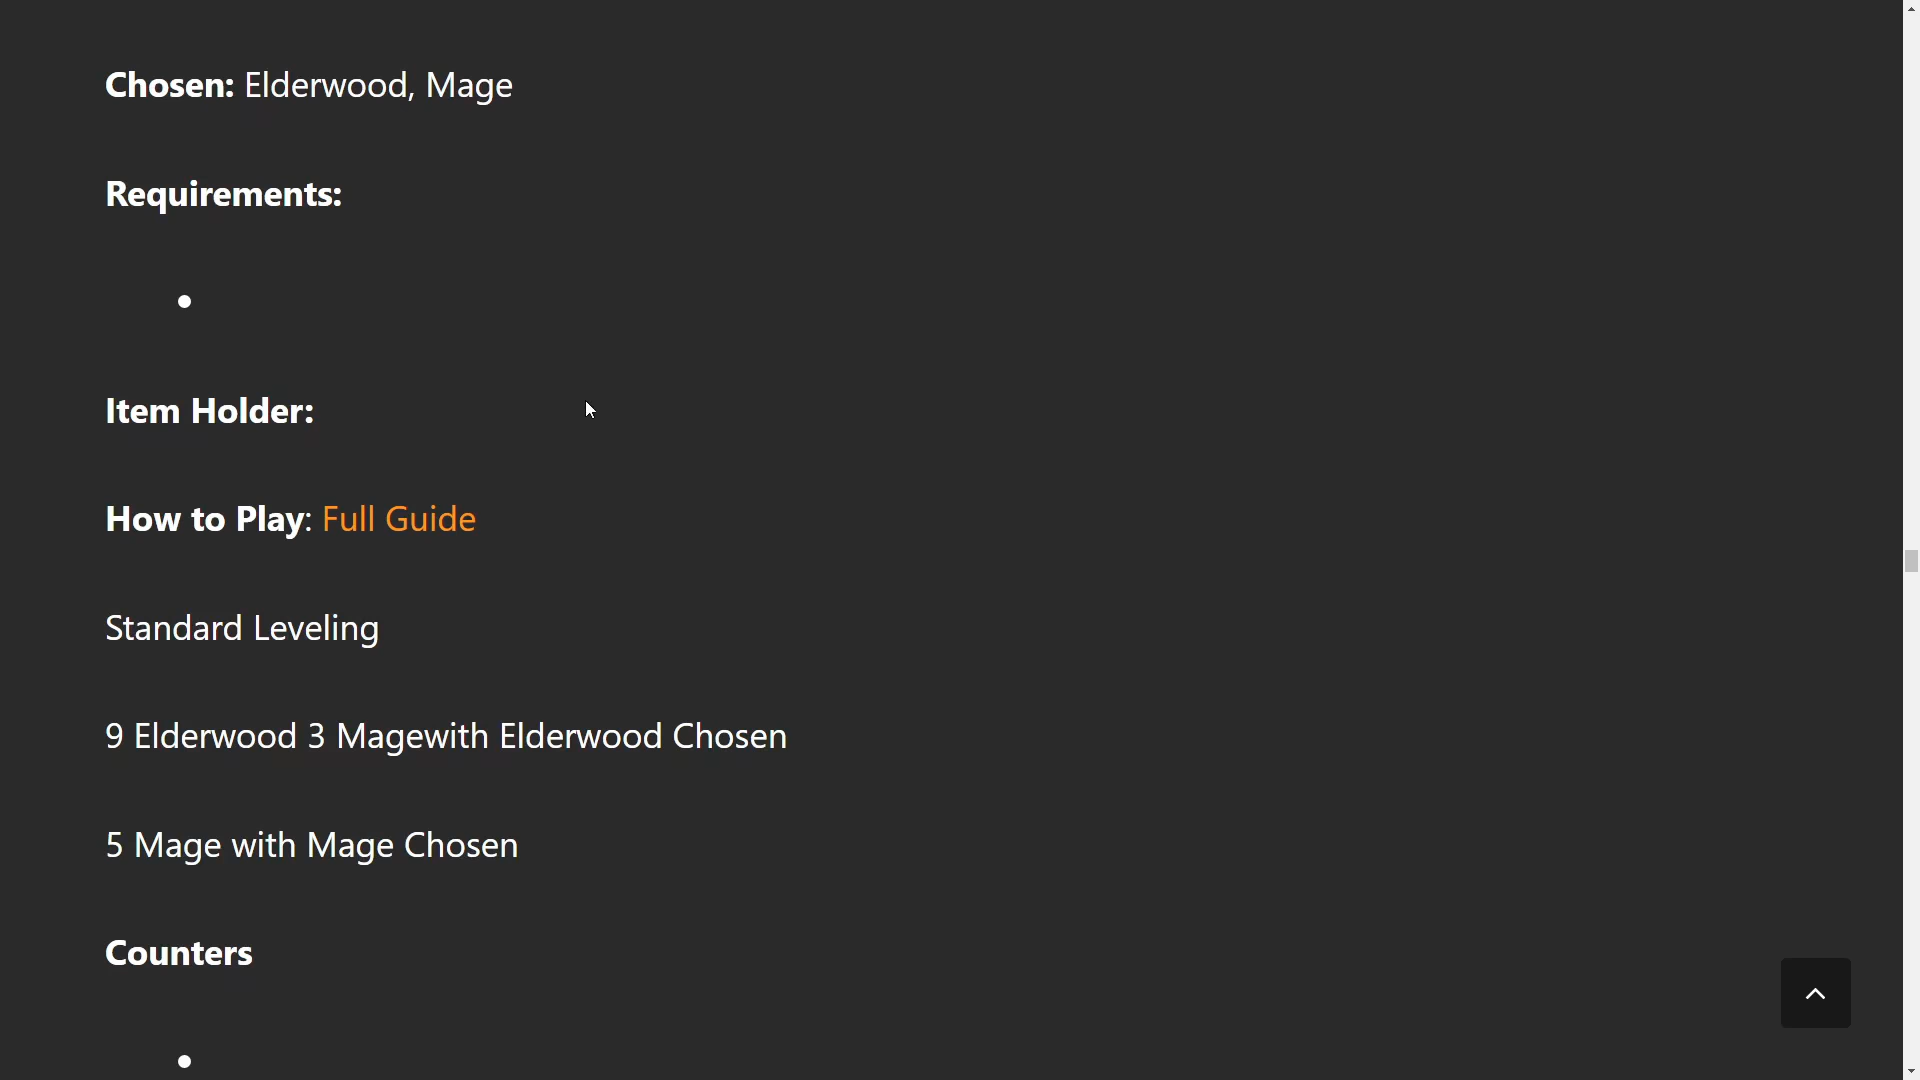 Chosen: Elderwood, Mage
Requirements:
Item Holder:
How to Play: Full Guide
Standard Leveling
9 Elderwood 3 Magewith Elderwood Chosen
5 Mage with Mage Chosen
Counters